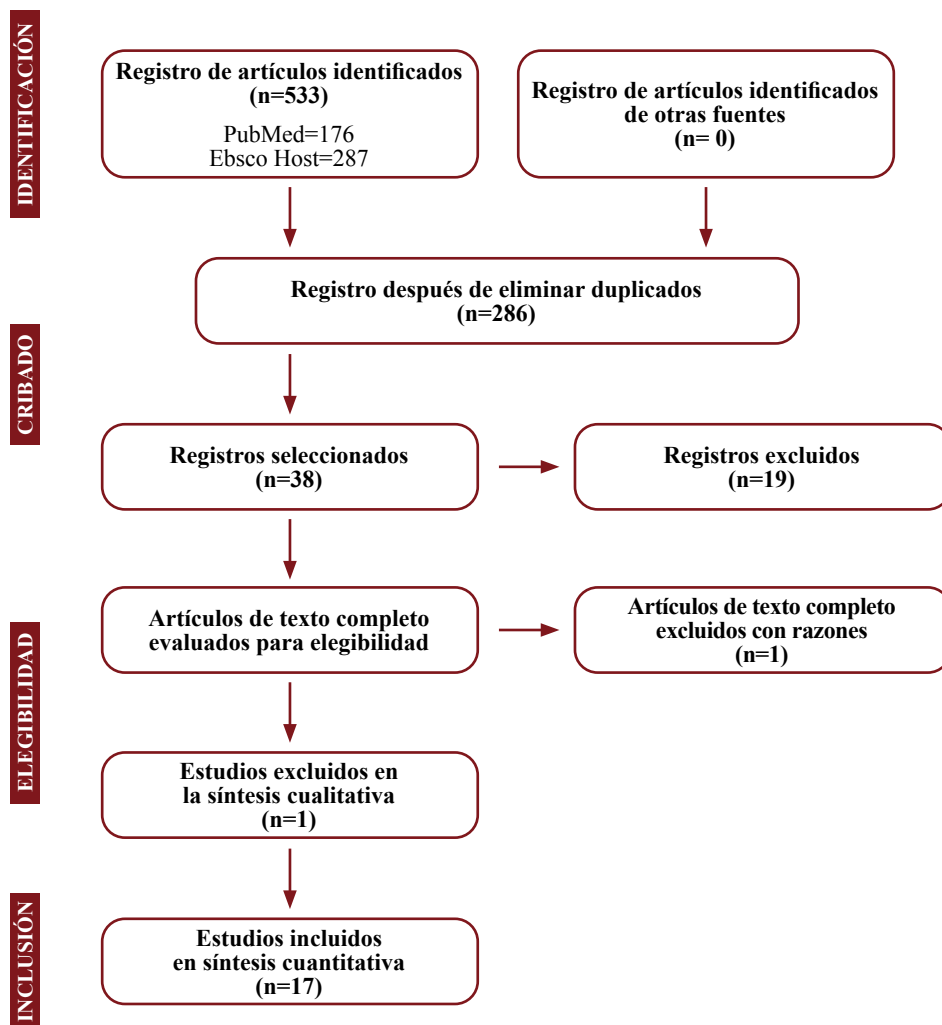 IDENTIFICACIÓN
Registro de artículos identificados
(n=533)
PubMed=176
Ebsco Host=287
Registro de artículos identificados
de otras fuentes
(n= 0)
Registro después de eliminar duplicados
(n=286)
CRIBADO
Registros seleccionados
(n=38)
Registros excluidos
(n=19)
ELEGIBILIDAD
Artículos de texto completo
evaluados para elegibilidad
Artículos de texto completo
excluidos con razones
(n=1)
Estudios excluidos en
la síntesis cualitativa
(n=1)
INCLUSIÓN
Estudios incluidos
en síntesis cuantitativa
(n=17)